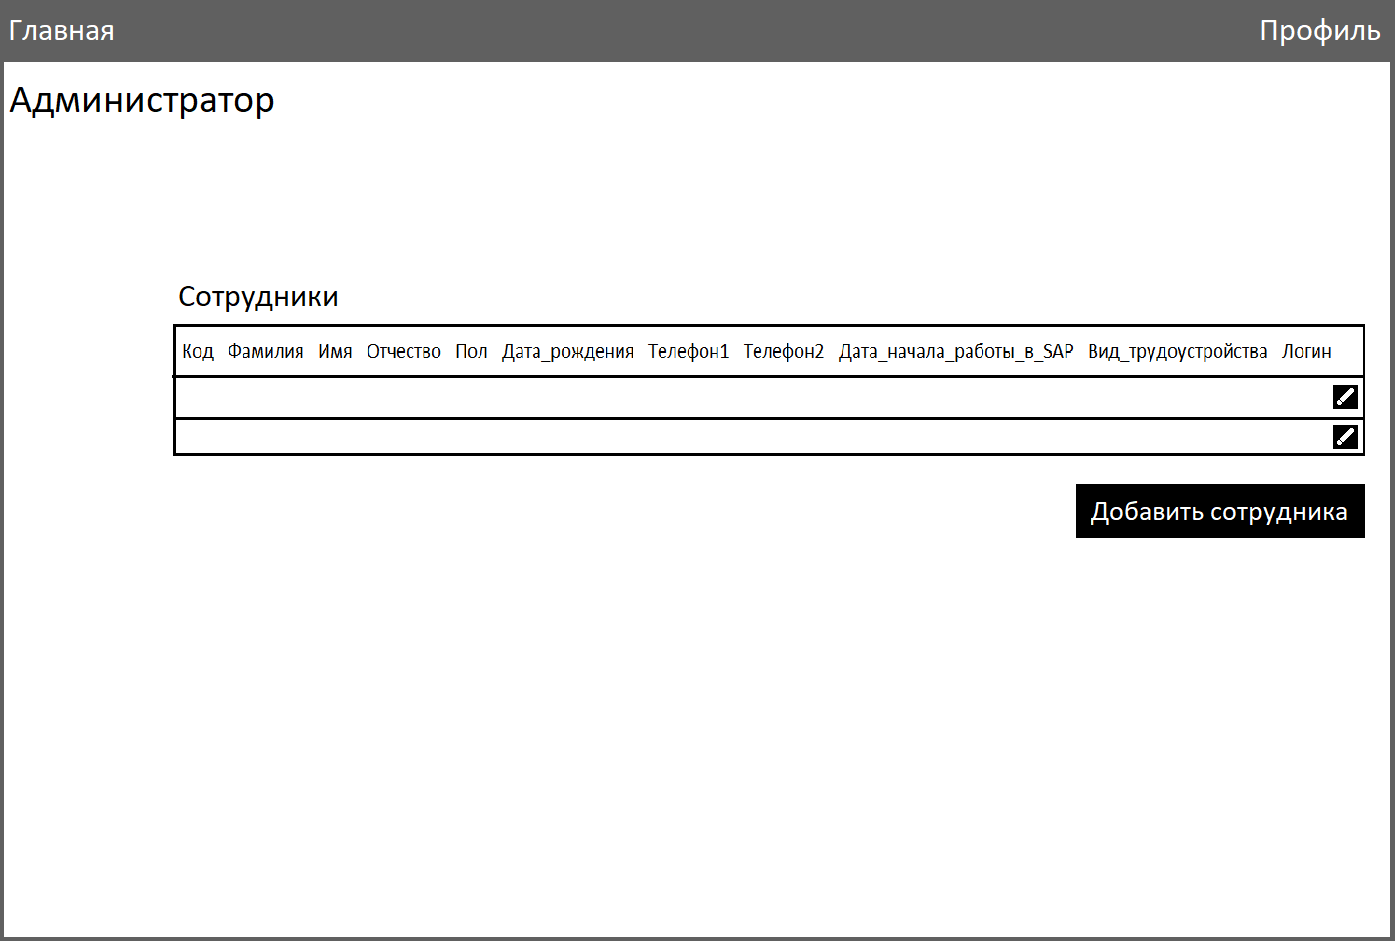 Главная Профиль
Администратор
Сотрудники
Код Фамилия Имя Отчество Пол Дата_рождения Телефон1 Телефон2 Дата_начала_работы_в_SAP Вид_трудоустройства Логин
Добавить сотрудника